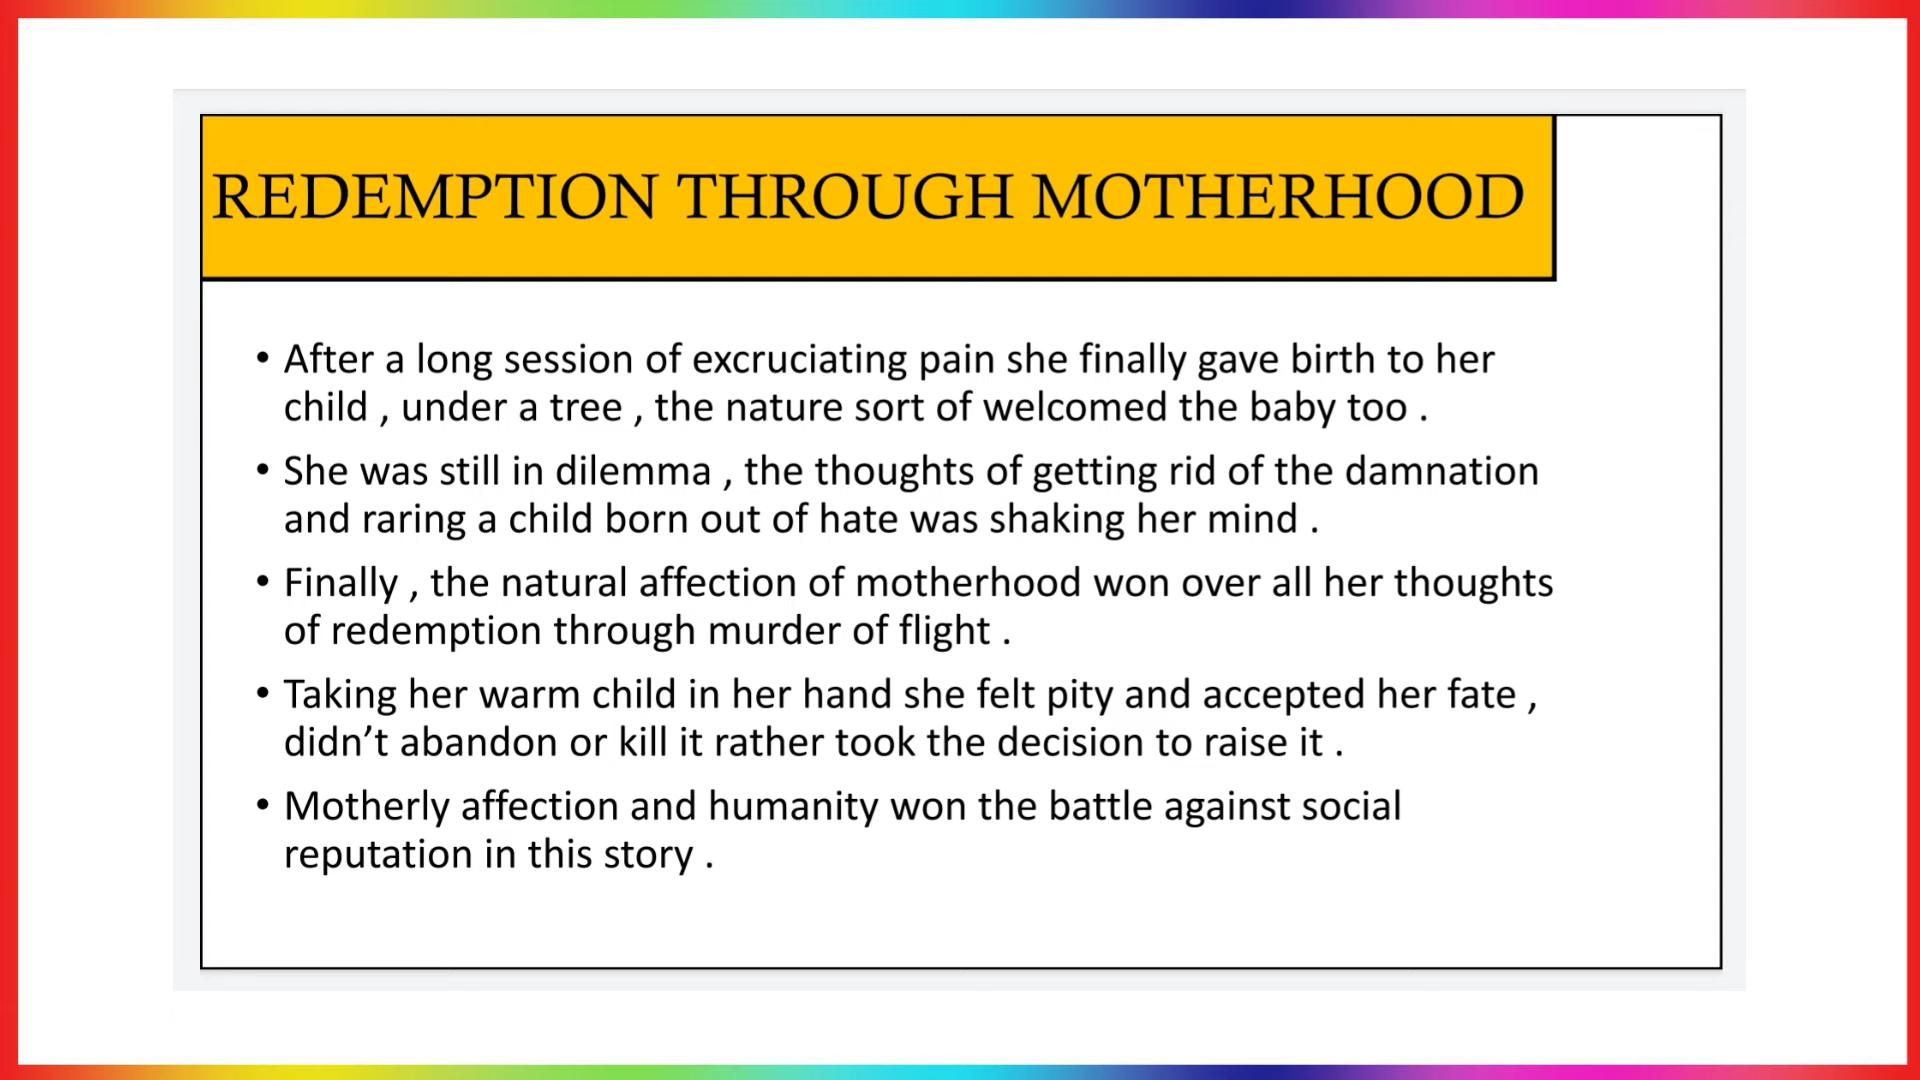 REDEMPTION THROUGH MOTHERHOOD
• After a long session of excruciating pain she finally gave birth to her
child , under a tree , the nature sort of welcomed the baby too .
• She was still in dilemma , the thoughts of getting rid of the damnation
and raring a child born out of hate was shaking her mind .
• Finally , the natural affection of motherhood won over all her thoughts
of redemption through murder of flight .
• Taking her warm child in her hand she felt pity and accepted her fate ,
didn’t abandon or kill it rather took the decision to raise it .
• Motherly affection and humanity won the battle against social
reputation in this story .